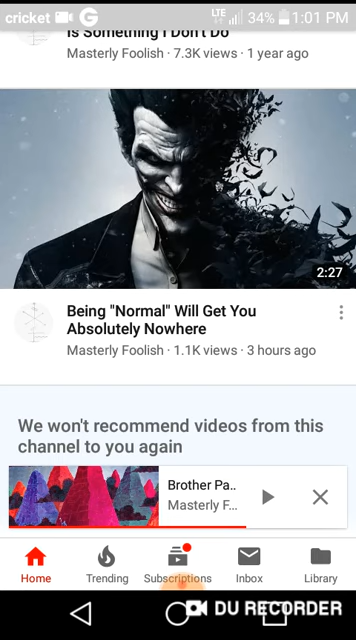 cricket G LTE 34% 1:01 PM
Is Something I Don't Do
Masterly Foolish · 7.3K views · 1 year ago
2:27
Being "Normal" Will Get You
Absolutely Nowhere
Masterly Foolish · 1.1K views · 3 hours ago
We won't recommend videos from this
channel to you again
Brother Pa..
Masterly F...
Home Trending Subscriptions Inbox Library
DU RECORDER